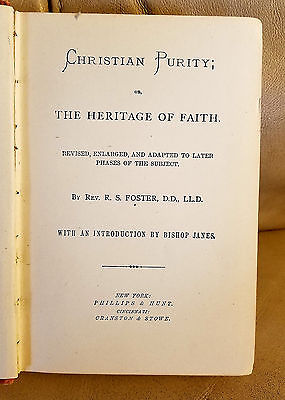 CHRISTIAN PURITY;
OR,
THE HERITAGE OF FAITH.
REVISED, ENLARGED, AND ADAPTED TO LATER
PHASES OF THE SUBJECT.
BY REV. R. S. FOSTER, D.D., LL.D.
WITH AN INTRODUCTION BY BISHOP JANES.
NEW YORK:
PHILLIPS & HUNT.
CINCINNATI:
CRANSTON & STOWE.